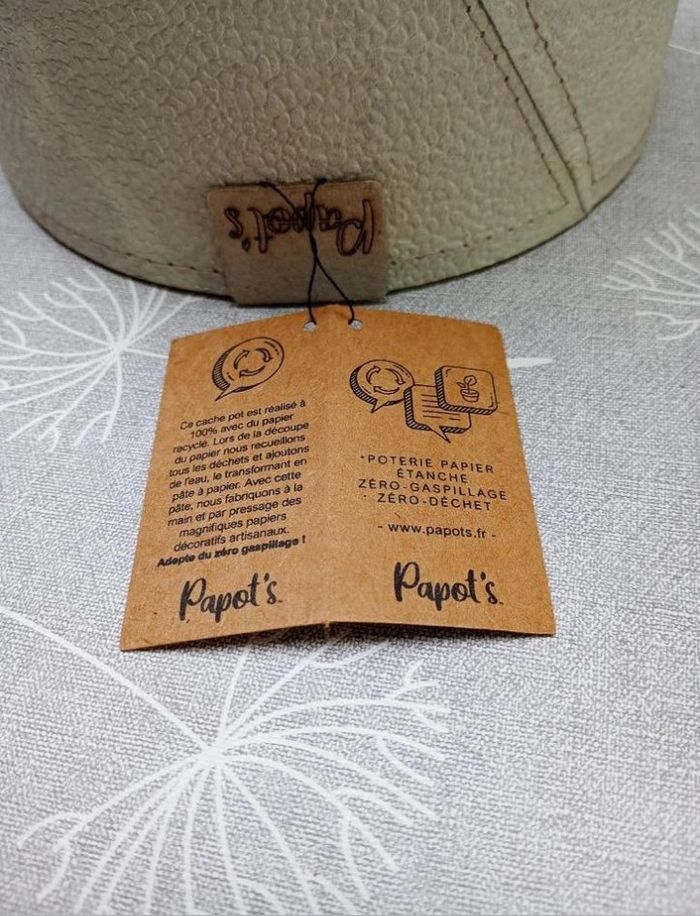 Papot's
Ce cache pot est réalisé à
100% avec du papier
recyclé. Lors de la découpe
du papier nous recueillons
tous les déchets et ajoutons
de l'eau, le transformant en
pâte à papier. Avec cette
pâte, nous fabriquons à la
main et par pressage des
magnifiques papiers
décoratifs artisanaux.
Adepte du zéro gaspillage !
Papot's
POTERIE PAPIER
ÉTANCHE
ZÉRO-GASPILLAGE
ZÉRO-DÉCHET
- www.papots.fr -
Papot's